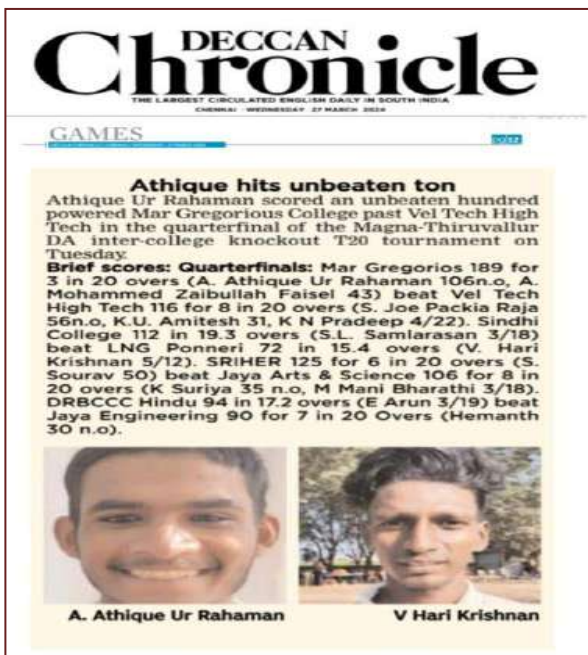 DECCAN
Chronicle
THE LARGEST CIRCULATED ENGLISH DAILY IN SOUTH INDIA
CHENNAI WEDNESDAY 27 MARCH 2024
GAMES
Athique hits unbeaten ton
Athique Ur Rahaman scored an unbeaten hundred
powered Mar Gregorious College past Vel Tech High
Tech in the quarterfinal of the Magna-Thiruvallur
DA inter-college knockout T20 tournament on
Tuesday.
Brief scores: Quarterfinals: Mar Gregorios 189 for
3 in 20 overs (A. Athique Ur Rahaman 106n.o, A.
Mohammed Zaibullah Faisel 43) beat Vel Tech
High Tech 116 for 8 in 20 overs (S. Joe Packia Raja
56n.o, K.U. Amitesh 31, K N Pradeep 4/22). Sindhi
College 112 in 19.3 overs (S.L. Samlarasan 3/18)
beat LNG Ponneri 72 in 15.4 overs (V. Hari
Krishnan 5/12). SRIHER 125 for 6 in 20 overs (S.
Sourav 50) beat Jaya Arts & Science 106 for 8 in
20 overs (K Suriya 35 n.o, M Mani Bharathi 3/18).
DRBCCC Hindu 94 in 17.2 overs (E Arun 3/19) beat
Jaya Engineering 90 for 7 in 20 Overs (Hemanth
30 n.o).
A. Athique Ur Rahaman
V Hari Krishnan